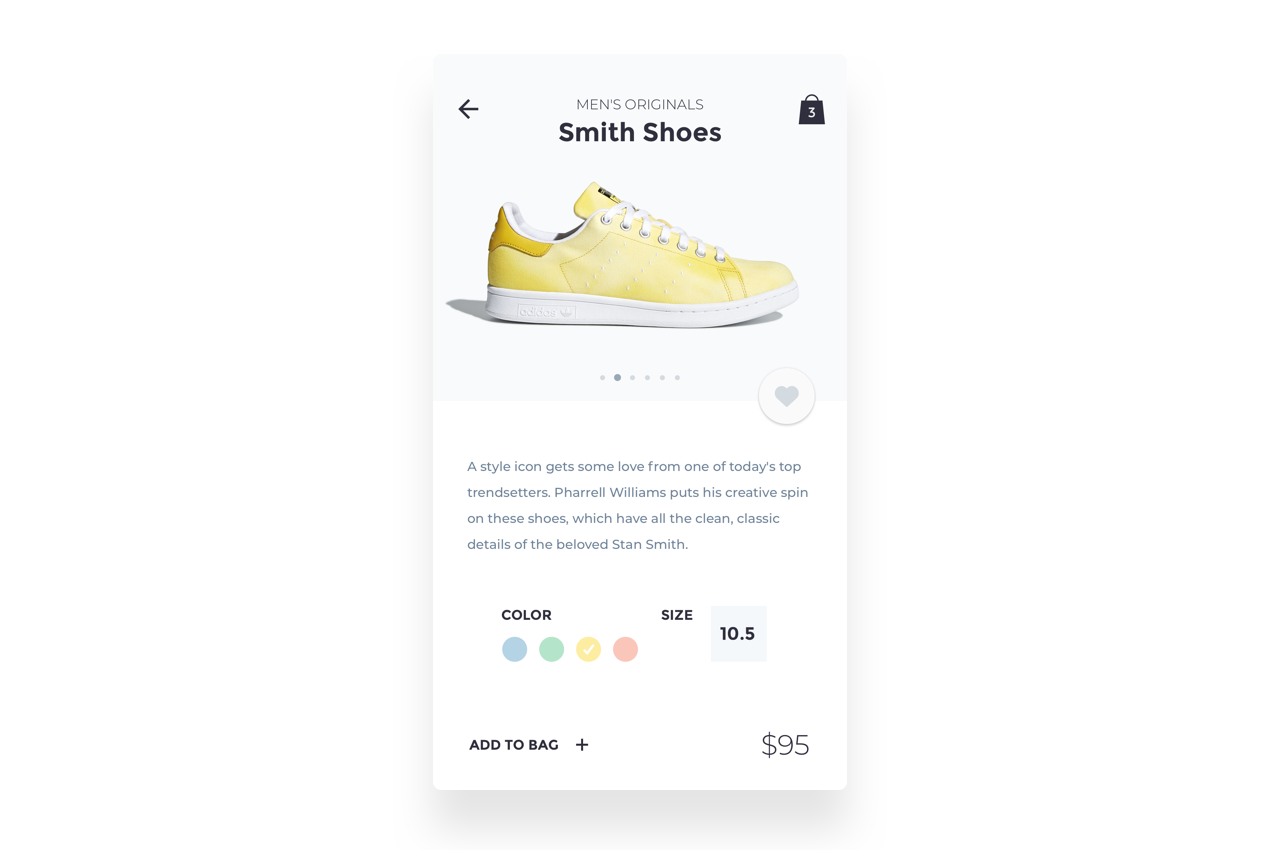 MEN'S ORIGINALS
3
Smith Shoes
adidas
A style icon gets some love from one of today's top
trendsetters. Pharrell Williams puts his creative spin
on these shoes, which have all the clean, classic
details of the beloved Stan Smith.
COLOR
SIZE
10.5
ADD TO BAG +
$95